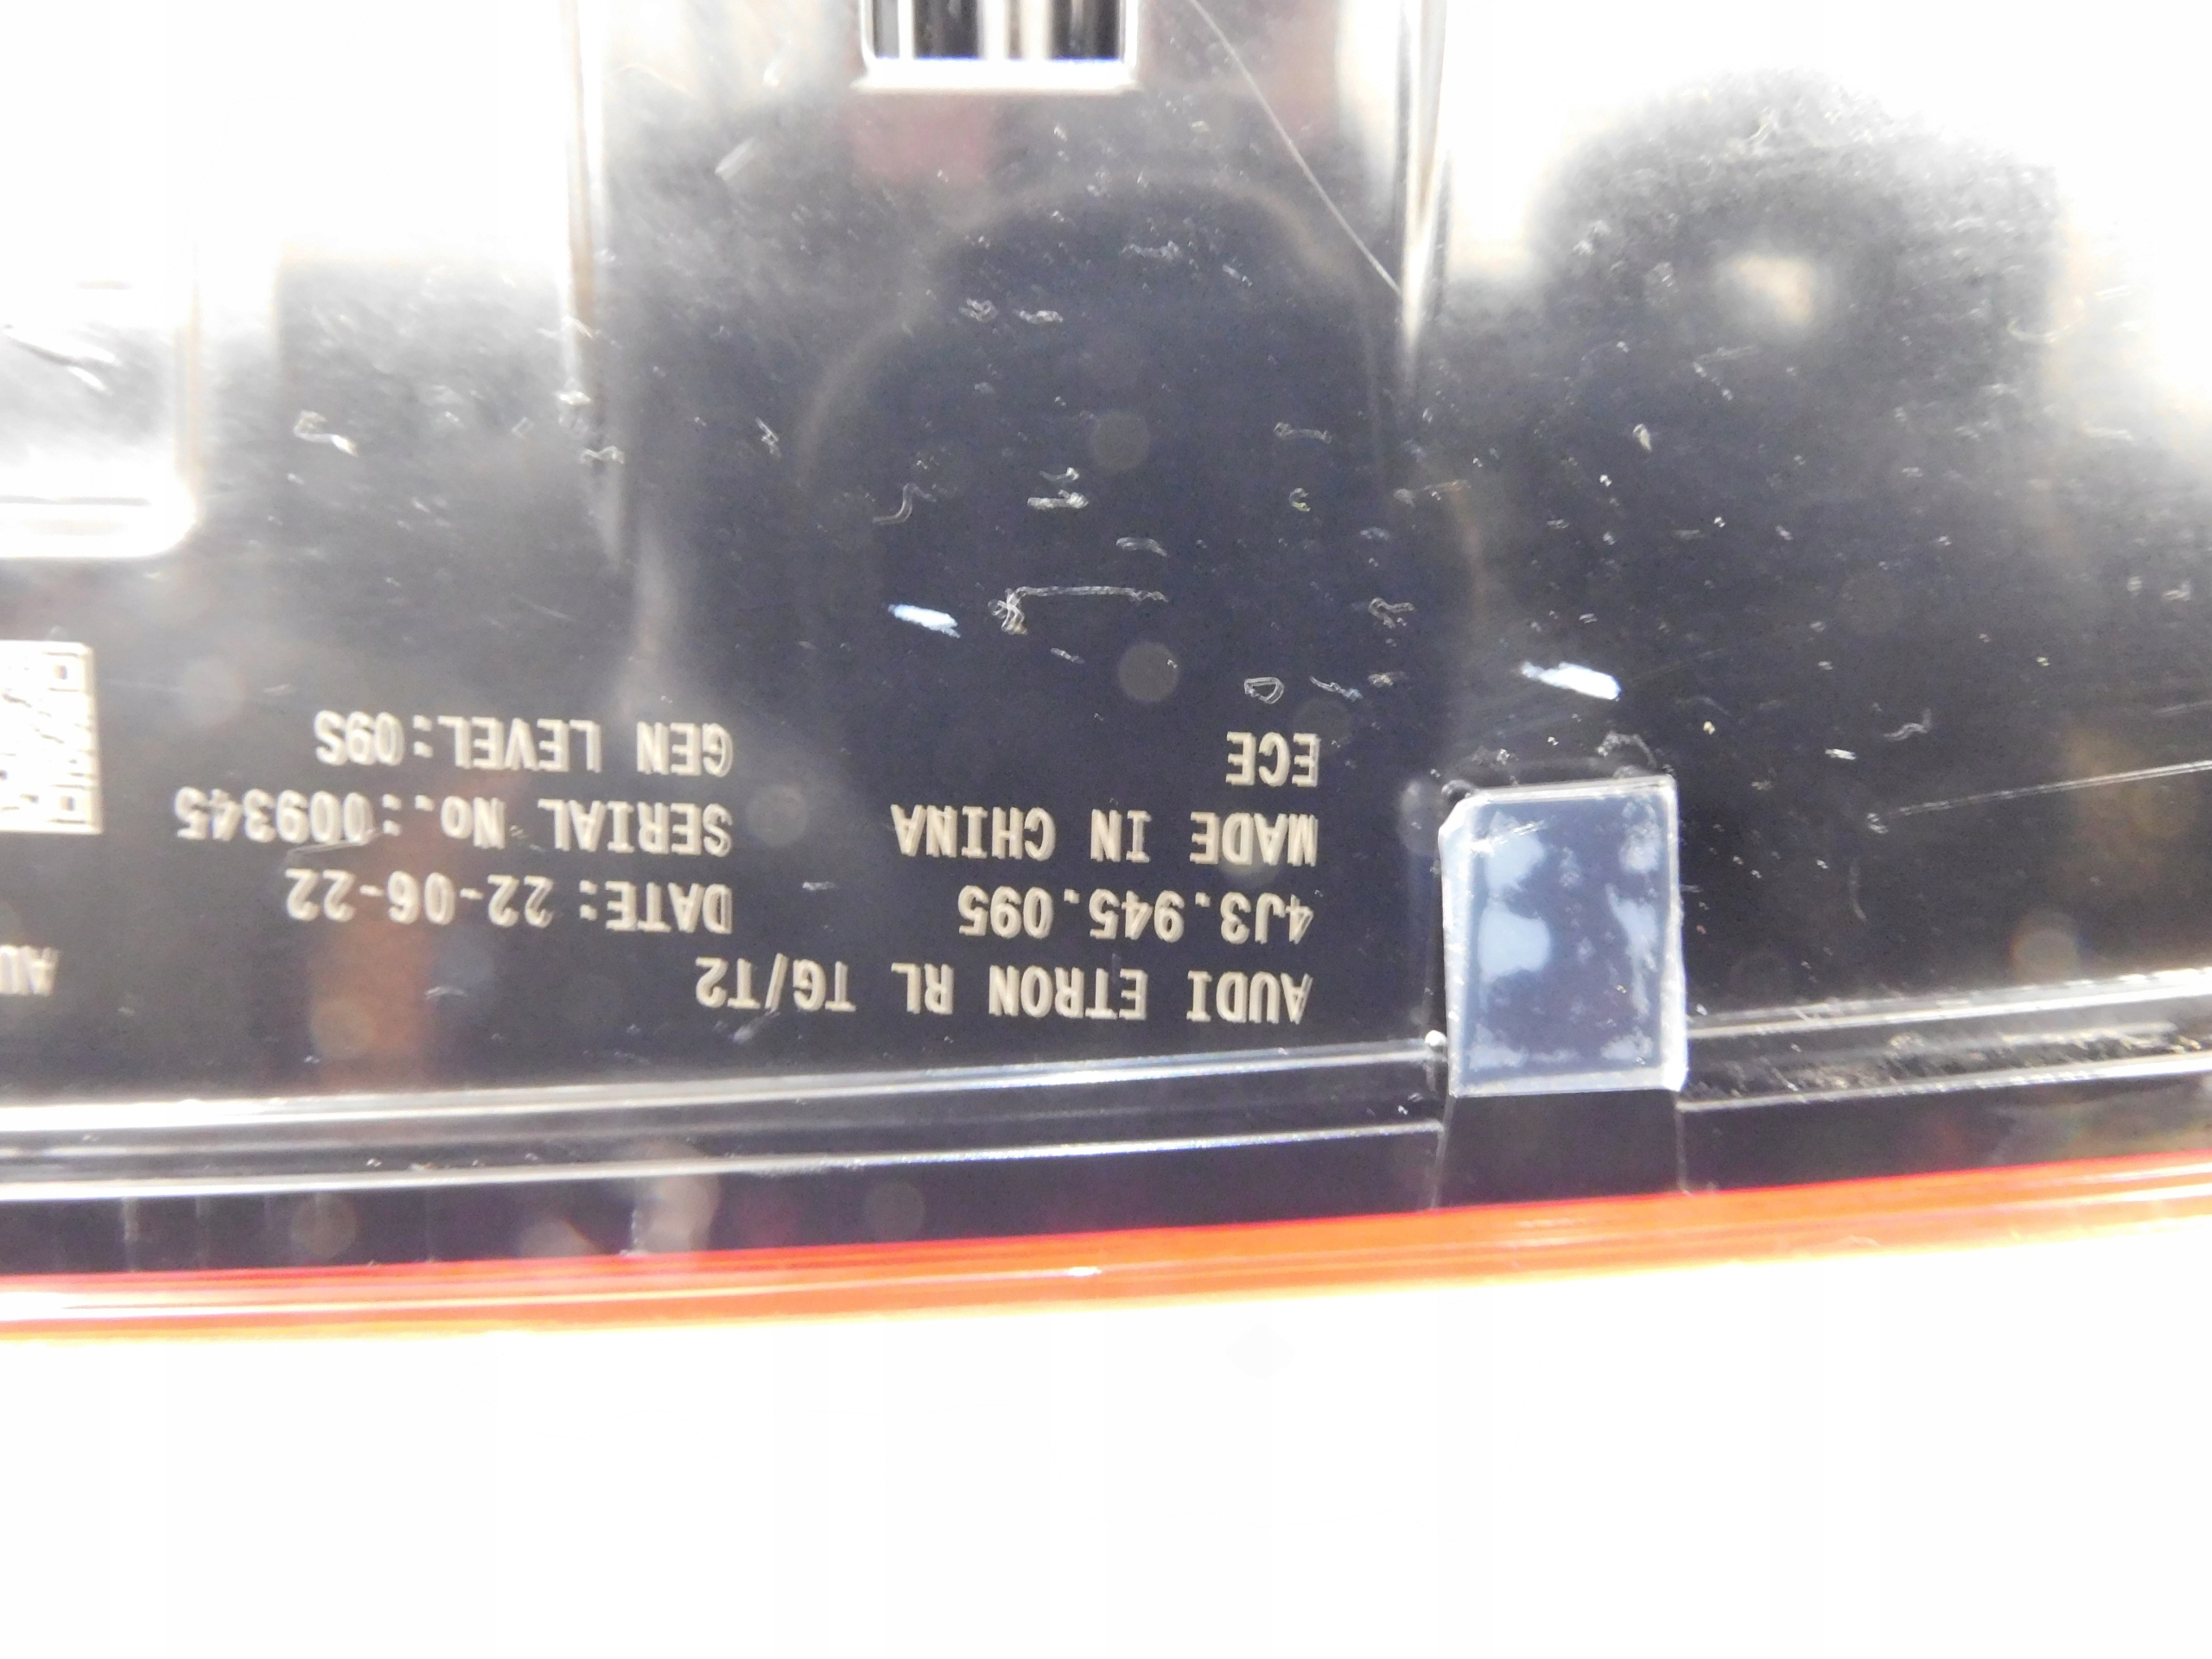 AUDI ETRON RL TG/T2
4J3.945.095 DATE: 22-06-22
MADE IN CHINA SERIAL No.:009345
ECE GEN LEVEL:09S